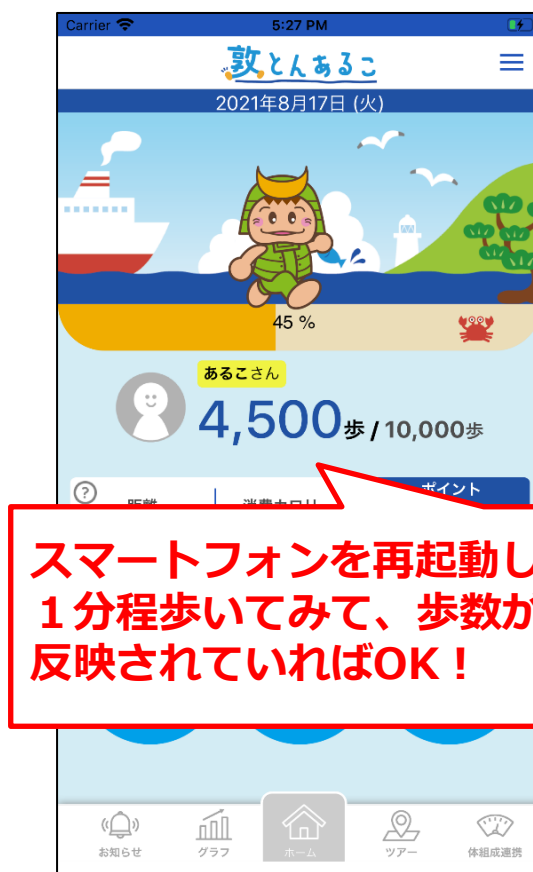 Carrier 5:27 PM
敦とんあるこ
2021年8月17日 (火)
45 %
あるこさん
4,500歩 / 10,000歩
?
ポイント
スマートフォンを再起動し
１分程歩いてみて、歩数が
反映されていればOK！
お知らせ グラフ ホーム ツアー 体組成連携